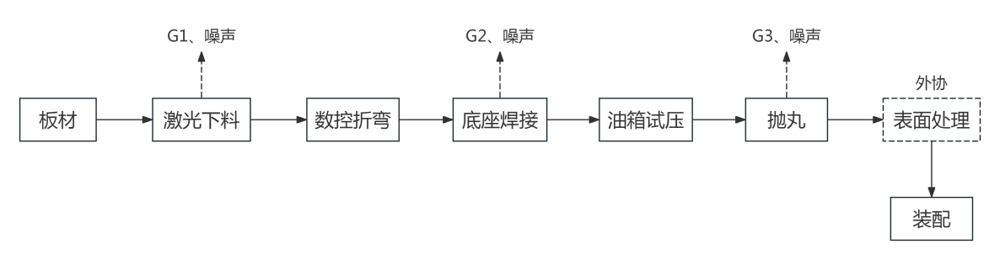 G1、噪声
G2、噪声
G3、噪声
外协
板材
激光下料
数控折弯
底座焊接
油箱试压
抛丸
表面处理
装配